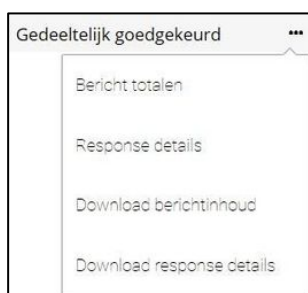 Gedeeltelijk goedgekeurd •••
Bericht totalen
Response details
Download berichtinhoud
Download response details